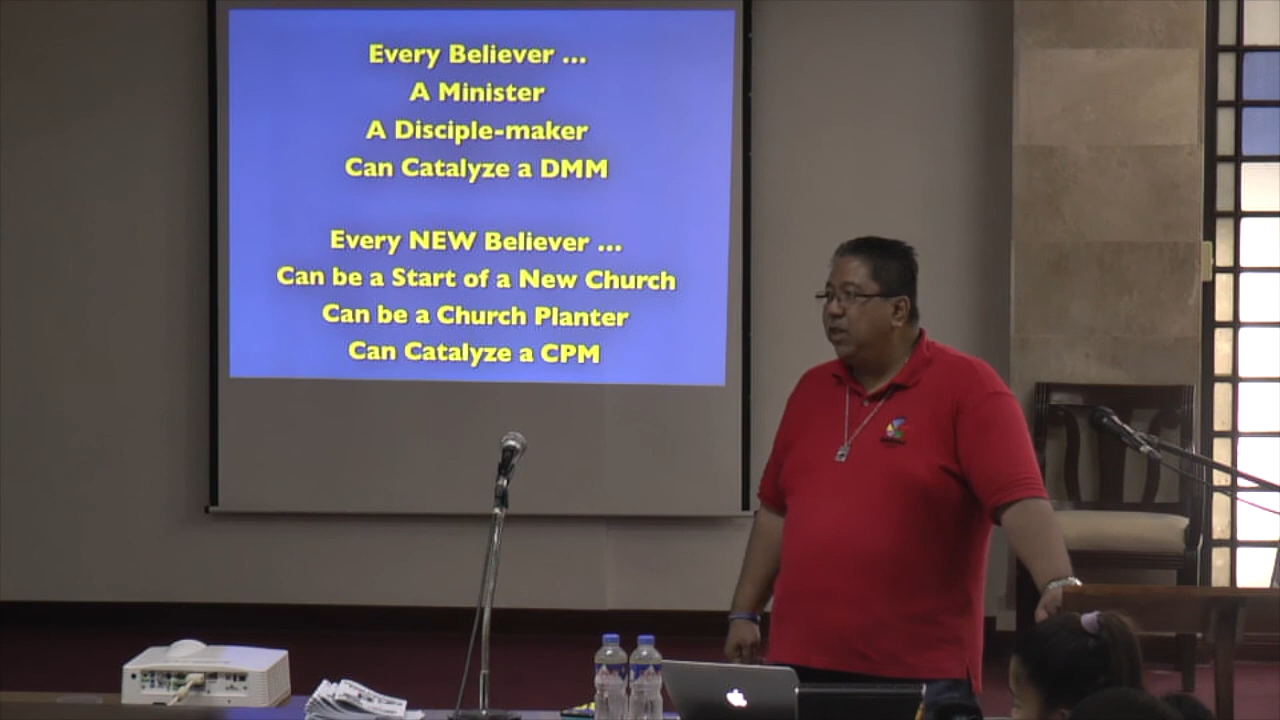 Every Believer ...
A Minister
A Disciple-maker
Can Catalyze a DMM
Every NEW Believer ...
Can be a Start of a New Church
Can be a Church Planter
Can Catalyze a CPM